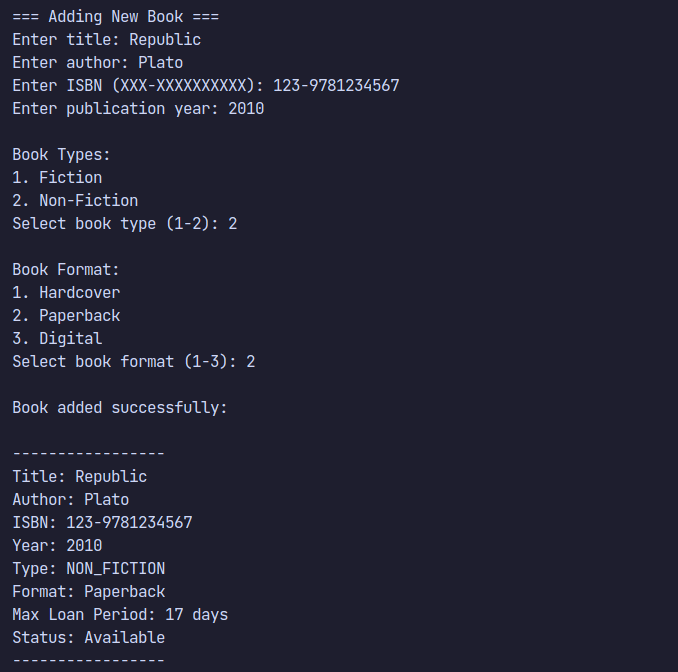 === Adding New Book ===
Enter title: Republic
Enter author: Plato
Enter ISBN (XXX-XXXXXXXXXX): 123-9781234567
Enter publication year: 2010

Book Types:
1. Fiction
2. Non-Fiction
Select book type (1-2): 2

Book Format:
1. Hardcover
2. Paperback
3. Digital
Select book format (1-3): 2

Book added successfully:

-----------------
Title: Republic
Author: Plato
ISBN: 123-9781234567
Year: 2010
Type: NON_FICTION
Format: Paperback
Max Loan Period: 17 days
Status: Available
-----------------